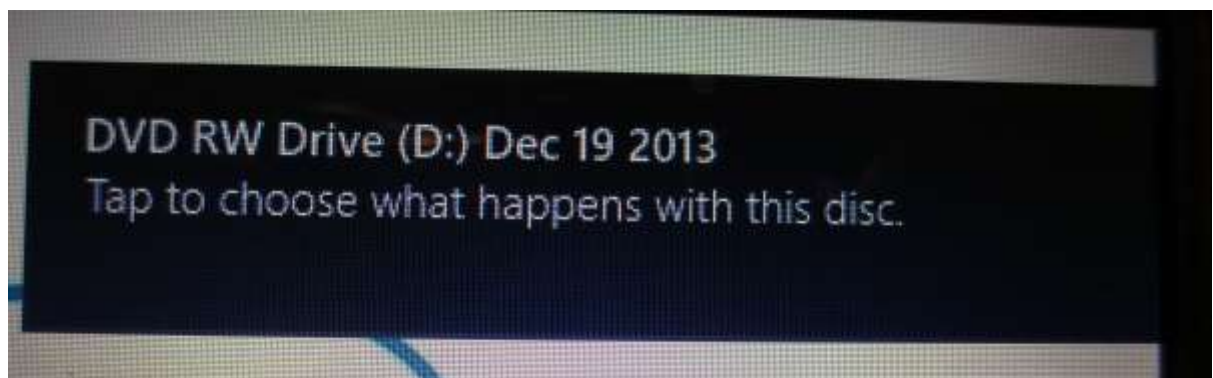 DVD RW Drive (D:) Dec 19 2013
Tap to choose what happens with this disc.